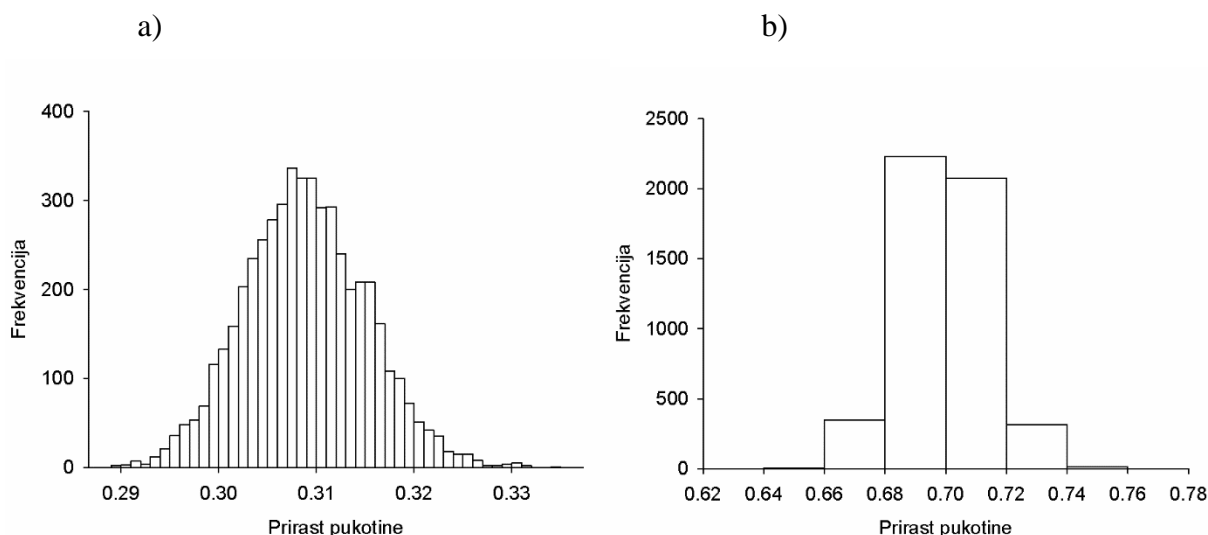 a)
400
300
200
100
0
Frekvencija
0.29 0.30 0.31 0.32 0.33
Prirast pukotine
b)
2500
2000
1500
1000
500
0
Frekvencija
0.62 0.64 0.66 0.68 0.70 0.72 0.74 0.76 0.78
Prirast pukotine